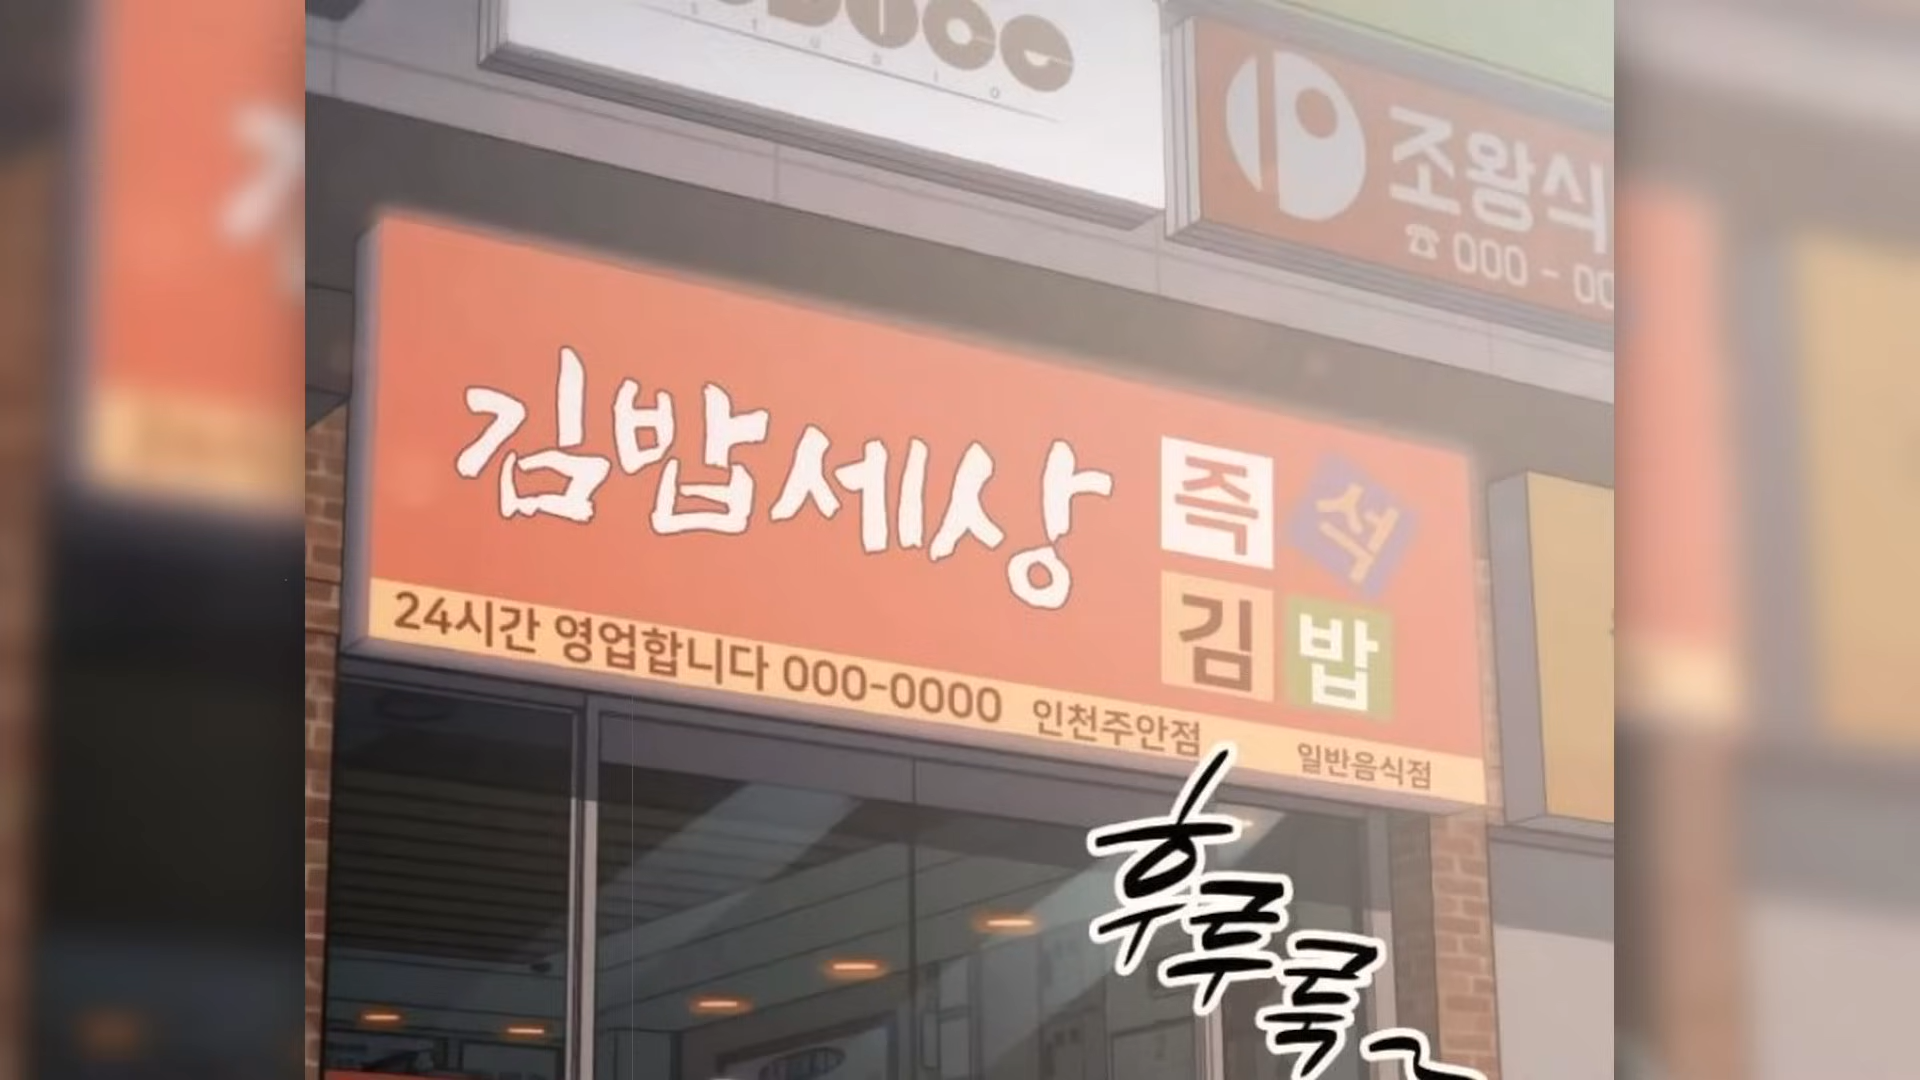 studio
조왕식
☎000-00
김밥세상
즉석
김밥
24시간 영업합니다 000-0000 인천주안점 일반음식점
후루룩~